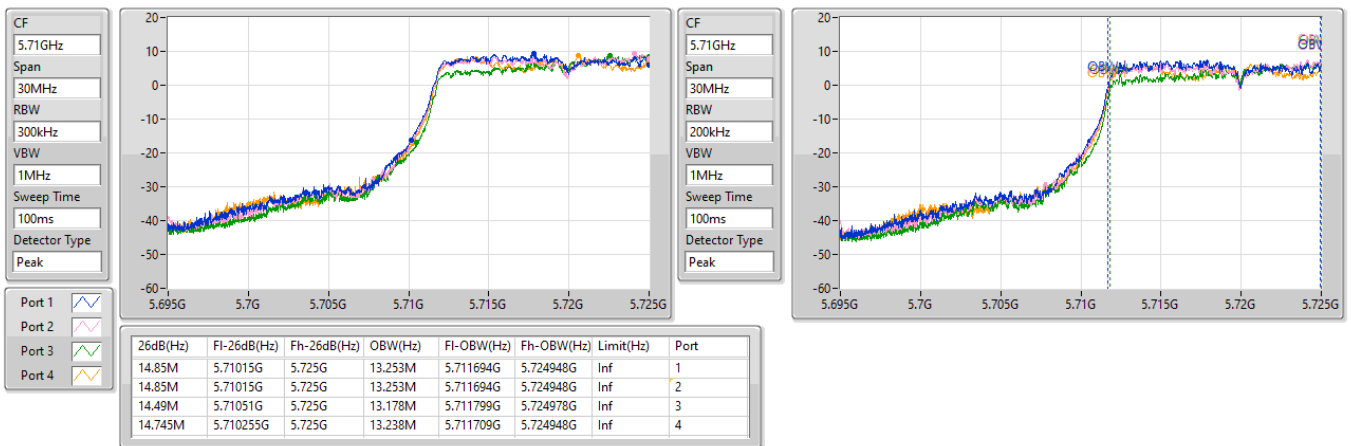 CF
5.71GHz
Span
30MHz
RBW
300kHz
VBW
1MHz
Sweep Time
100ms
Detector Type
Peak
20
10
0
-10
-20
-30
-40
-50
-60
5.695G 5.7G 5.705G 5.71G 5.715G 5.72G 5.725G
CF
5.71GHz
Span
30MHz
RBW
200kHz
VBW
1MHz
Sweep Time
100ms
Detector Type
Peak
20
10
0
-10
-20
-30
-40
-50
-60
OBW
5.695G 5.7G 5.705G 5.71G 5.715G 5.72G 5.725G
Port 1
Port 2
Port 3
Port 4
26dB(Hz) Fl-26dB(Hz) Fh-26dB(Hz) OBW(Hz) Fl-OBW(Hz) Fh-OBW(Hz) Limit(Hz) Port
14.85M 5.71015G 5.725G 13.253M 5.711694G 5.724948G Inf 1
14.85M 5.71015G 5.725G 13.253M 5.711694G 5.724948G Inf 2
14.49M 5.71051G 5.725G 13.178M 5.711799G 5.724978G Inf 3
14.745M 5.710255G 5.725G 13.238M 5.711709G 5.724948G Inf 4